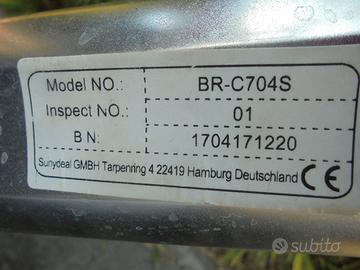 Model NO.: BR-C704S
Inspect NO.: 01
B N: 1704171220
Sunydeal GMBH Tarpenring 4 22419 Hamburg Deutschland CE
subito